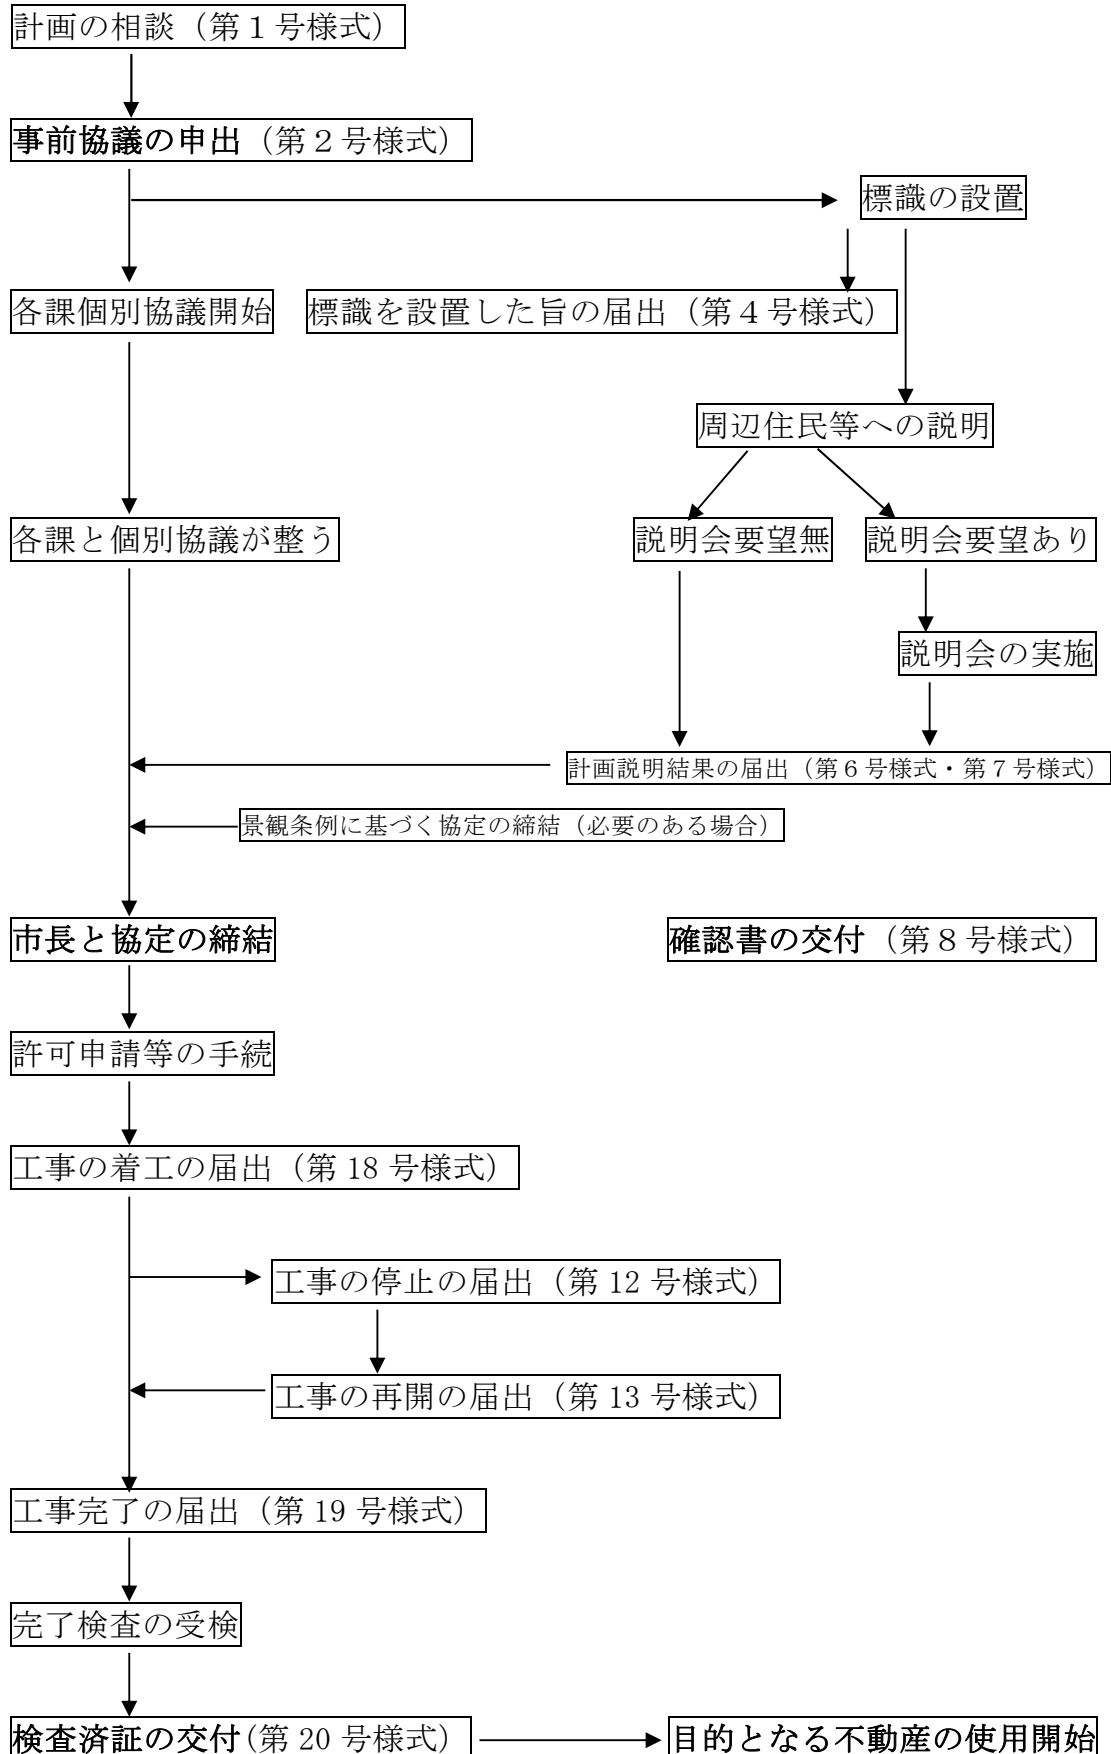 計画の相談（第１号様式）
事前協議の申出（第２号様式）
標識の設置
各課個別協議開始
標識を設置した旨の届出（第４号様式）
周辺住民等への説明
各課と個別協議が整う
説明会要望無
説明会要望あり
説明会の実施
計画説明結果の届出（第６号様式・第７号様式）
景観条例に基づく協定の締結（必要のある場合）
市長と協定の締結
確認書の交付（第８号様式）
許可申請等の手続
工事の着工の届出（第 18 号様式）
工事の停止の届出（第 12 号様式）
工事の再開の届出（第 13 号様式）
工事完了の届出（第 19 号様式）
完了検査の受検
検査済証の交付(第 20 号様式）
目的となる不動産の使用開始